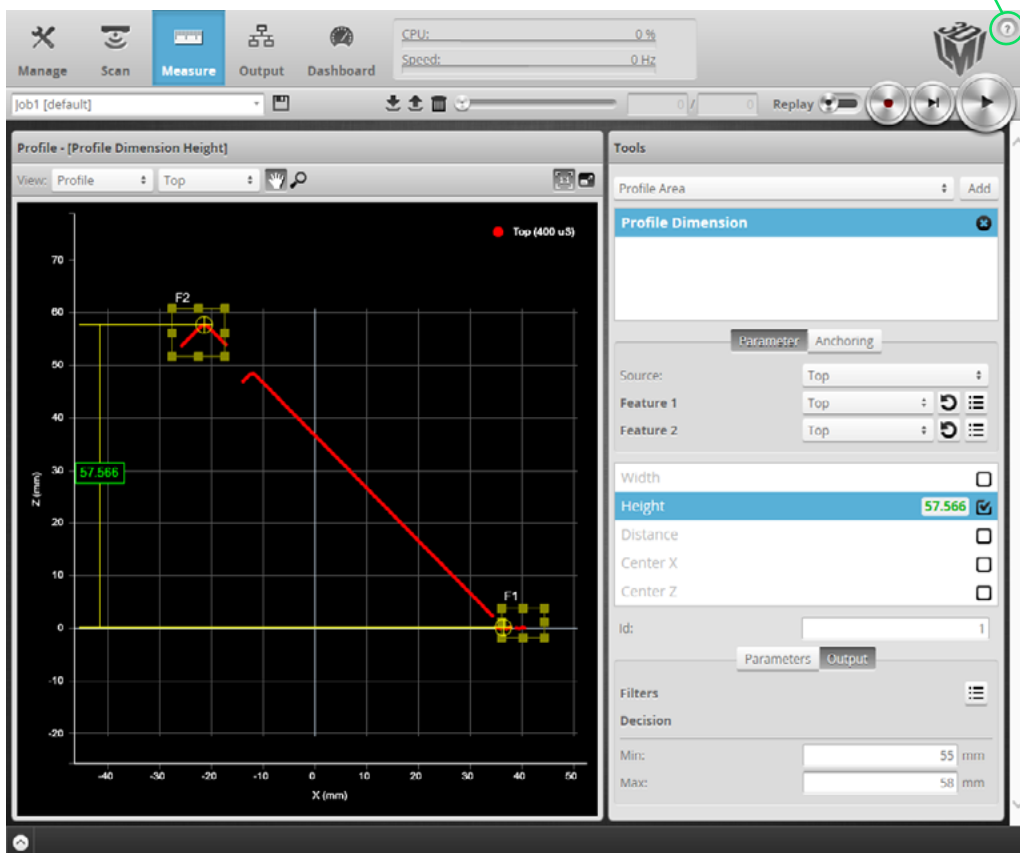 CPU: 0 %
Speed: 0 Hz
Manage Scan Measure Output Dashboard
Job1 [default] 0 / 0 Replay
Profile - [Profile Dimension Height]
View: Profile Top
Top (400 uS)
70
60
50
40
30
20
10
0
-10
-20
Z (mm)
F2
57.566
F1
-40 -30 -20 -10 0 10 20 30 40 50
X (mm)
Tools
Profile Area Add
Profile Dimension
Parameter Anchoring
Source: Top
Feature 1 Top
Feature 2 Top
Width
Height 57.566
Distance
Center X
Center Z
Id: 1
Parameters Output
Filters
Decision
Min: 55 mm
Max: 58 mm